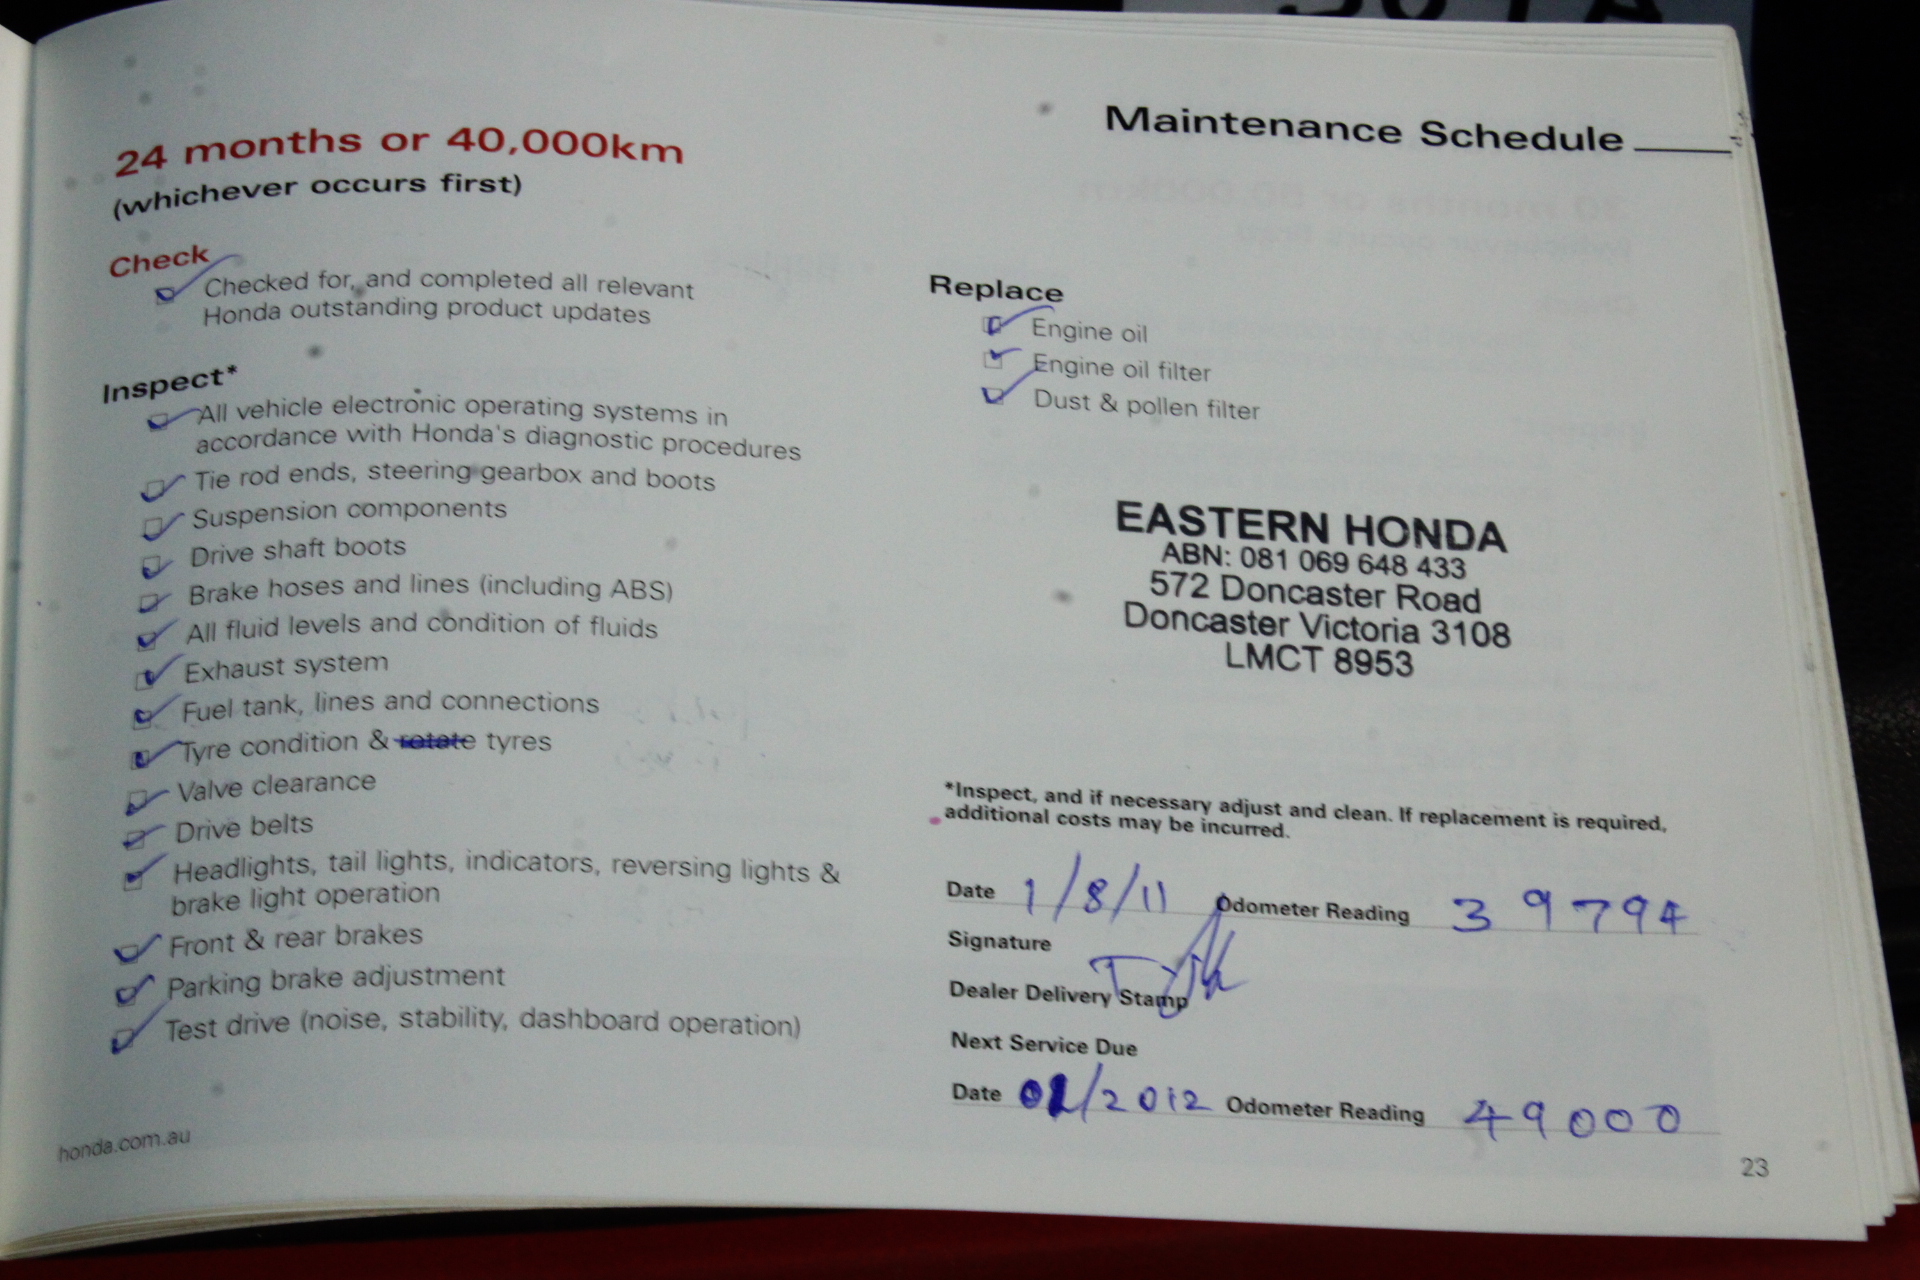 24 months or 40,000km
(whichever occurs first)
Check
Checked for, and completed all relevant
Honda outstanding product updates
Inspect*
All vehicle electronic operating systems in
accordance with Honda's diagnostic procedures
Tie rod ends, steering gearbox and boots
Suspension components
Drive shaft boots
Brake hoses and lines (including ABS)
All fluid levels and condition of fluids
Exhaust system
Fuel tank, lines and connections
Tyre condition & rotate tyres
Valve clearance
Drive belts
Headlights, tail lights, indicators, reversing lights &
brake light operation
Front & rear brakes
Parking brake adjustment
Test drive (noise, stability, dashboard operation)
honda.com.au
Maintenance Schedule
Replace
Engine oil
Engine oil filter
Dust & pollen filter
EASTERN HONDA
ABN: 081 069 648 433
572 Doncaster Road
Doncaster Victoria 3108
LMCT 8953
*Inspect, and if necessary adjust and clean. If replacement is required,
additional costs may be incurred.
Date 1/8/11 Odometer Reading 39794
Signature
Dealer Delivery Stamp
Next Service Due
Date /2012 Odometer Reading 49000
23